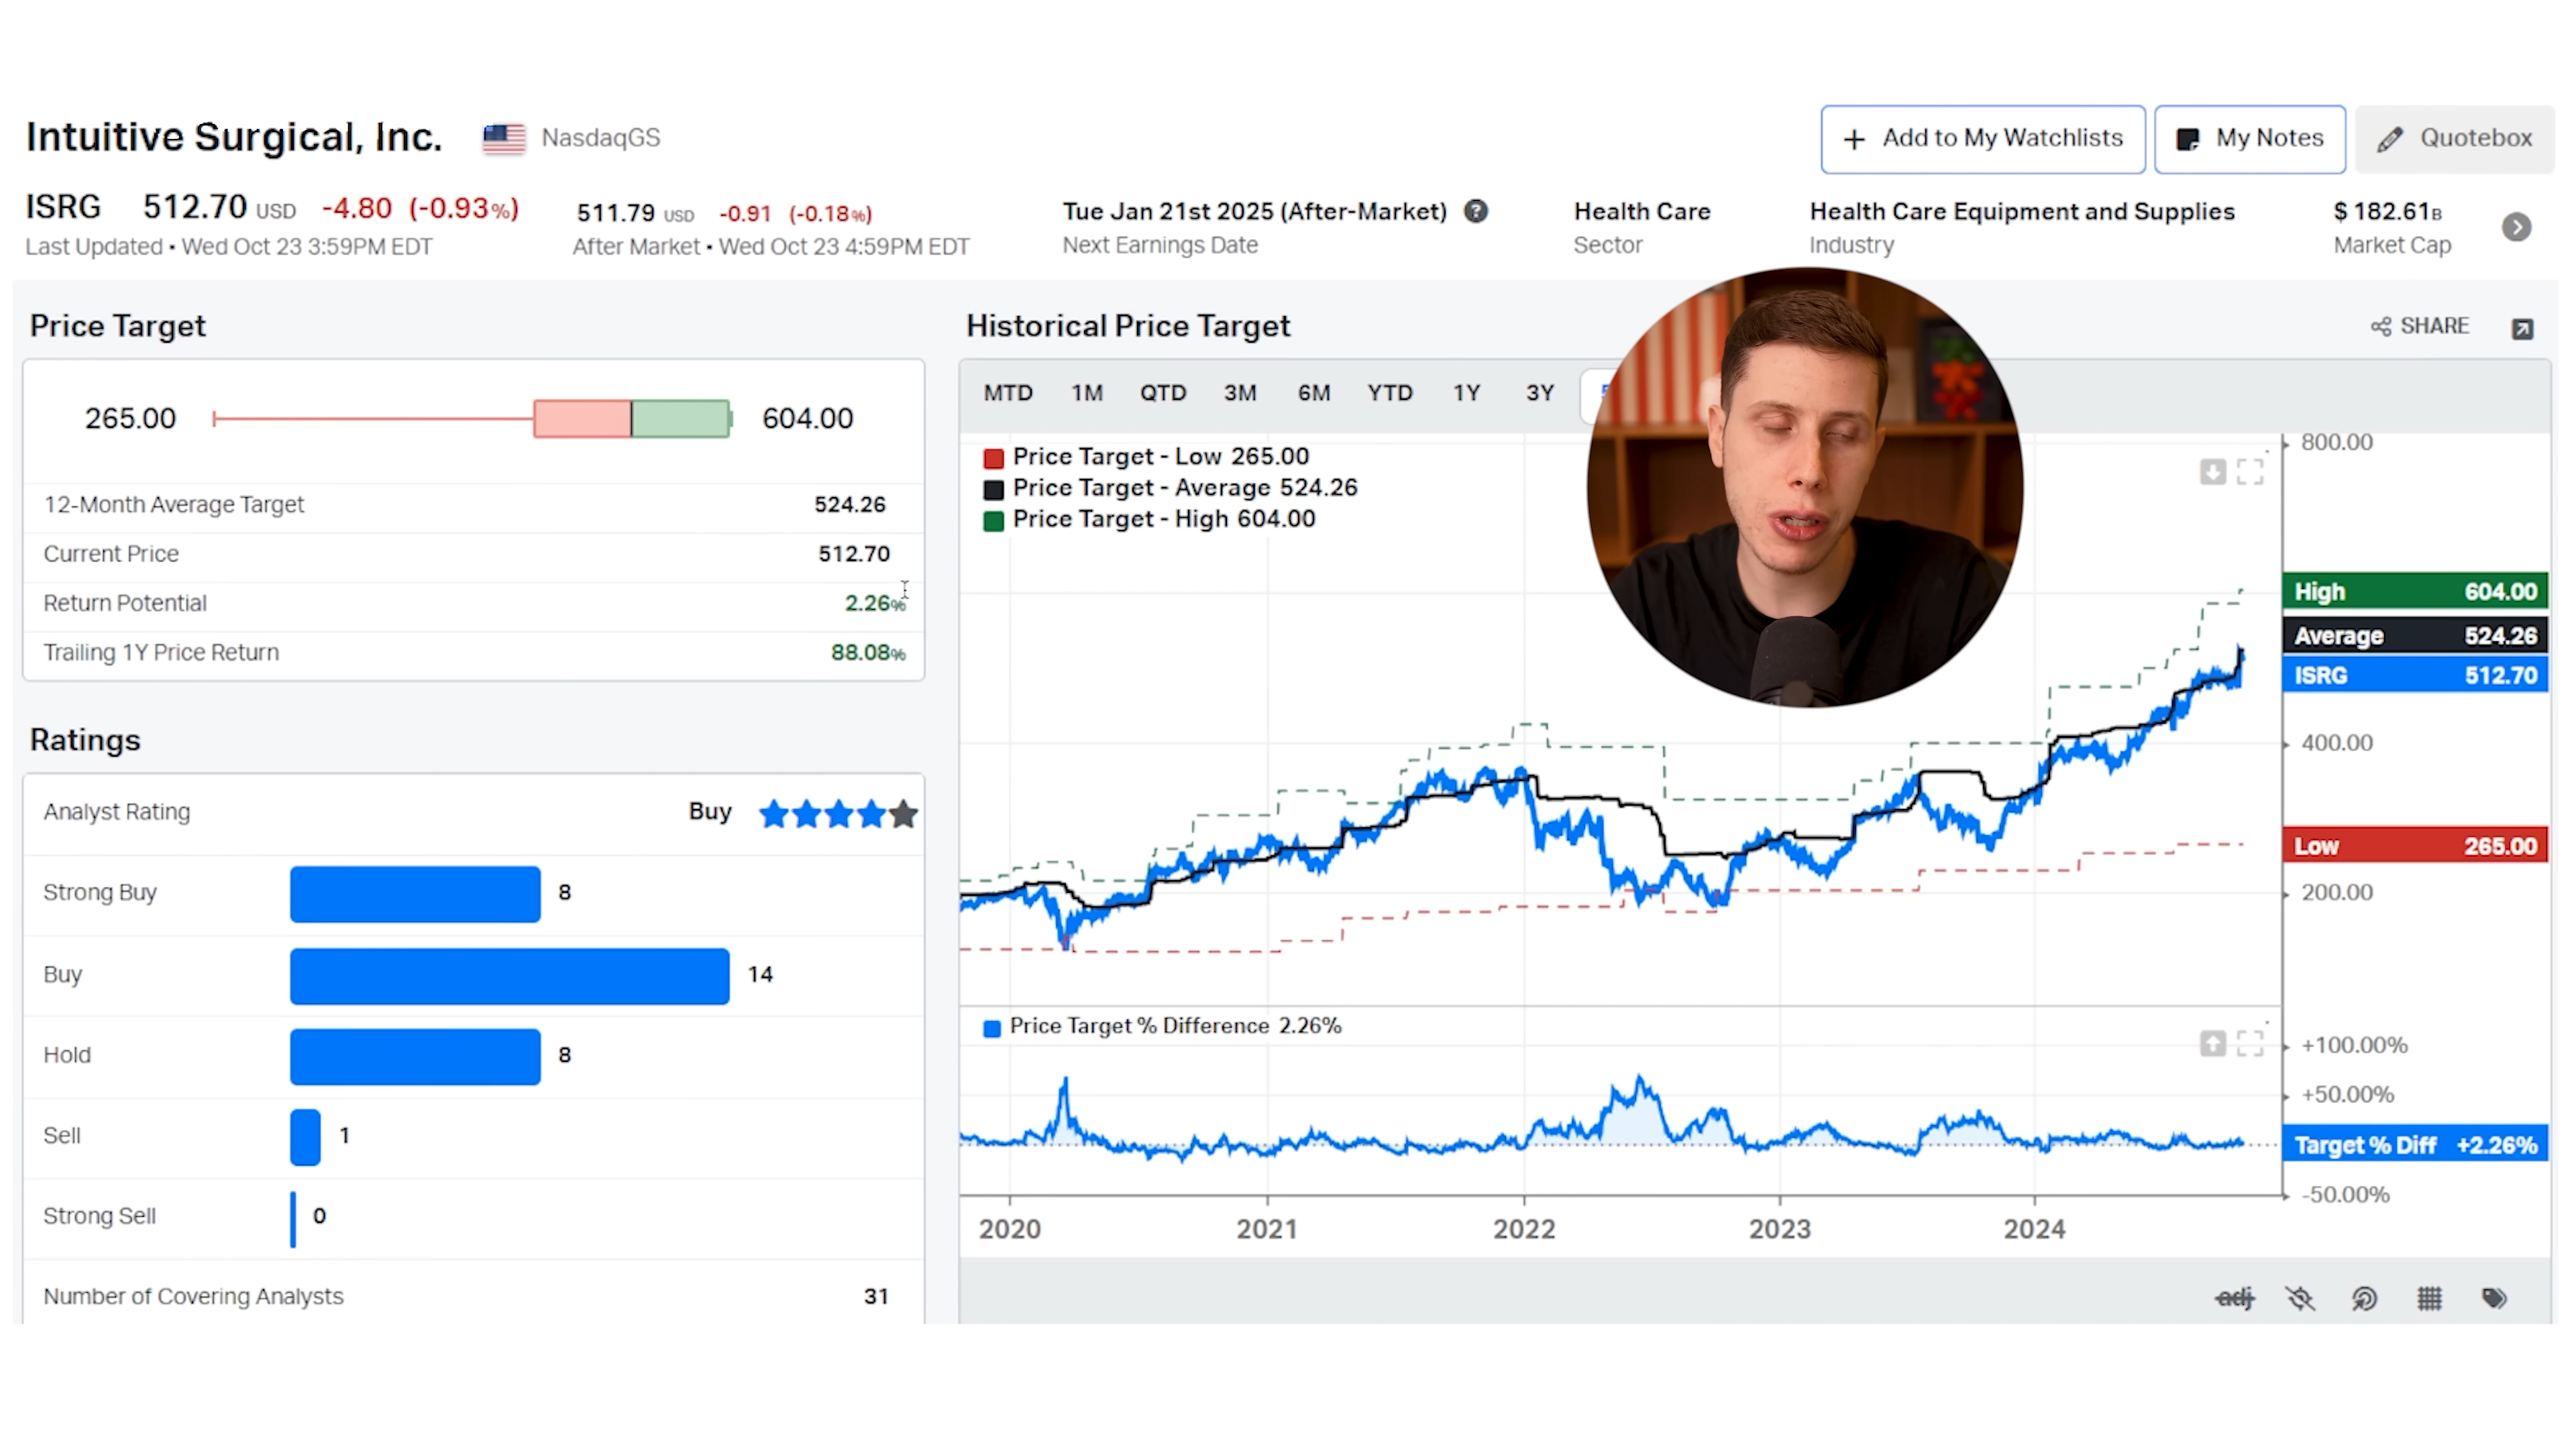 Intuitive Surgical, Inc. NasdaqGS
+ Add to My Watchlists My Notes Quotebox
ISRG 512.70 USD -4.80 (-0.93%) 511.79 USD -0.91 (-0.18%) Tue Jan 21st 2025 (After-Market) ? Health Care Health Care Equipment and Supplies $ 182.61B
Last Updated • Wed Oct 23 3:59PM EDT After Market • Wed Oct 23 4:59PM EDT Next Earnings Date Sector Industry Market Cap
Price Target
265.00 604.00
12-Month Average Target 524.26
Current Price 512.70
Return Potential 2.26%
Trailing 1Y Price Return 88.08%
Ratings
Analyst Rating Buy
Strong Buy 8
Buy 14
Hold 8
Sell 1
Strong Sell 0
Number of Covering Analysts 31
Historical Price Target
SHARE
MTD 1M QTD 3M 6M YTD 1Y 3Y
Price Target - Low 265.00
Price Target - Average 524.26
Price Target - High 604.00
800.00
High 604.00
Average 524.26
ISRG 512.70
400.00
Low 265.00
200.00
Price Target % Difference 2.26%
+100.00%
+50.00%
Target % Diff +2.26%
-50.00%
2020 2021 2022 2023 2024
adj